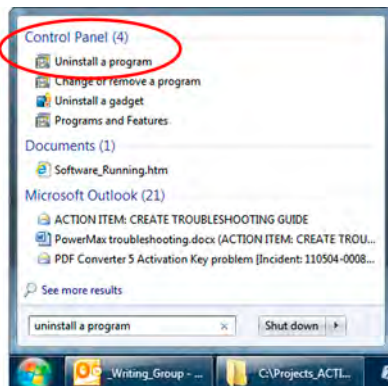 Control Panel (4)
Uninstall a program
Change or remove a program
Uninstall a gadget
Programs and Features
Documents (1)
Software_Running.htm
Microsoft Outlook (21)
ACTION ITEM: CREATE TROUBLESHOOTING GUIDE
PowerMax troubleshooting.docx (ACTION ITEM: CREATE TROU...
PDF Converter 5 Activation Key problem [Incident: 110504-0008...
See more results
uninstall a program × Shut down
_Writing_Group - ... C:\Projects_ACTI...